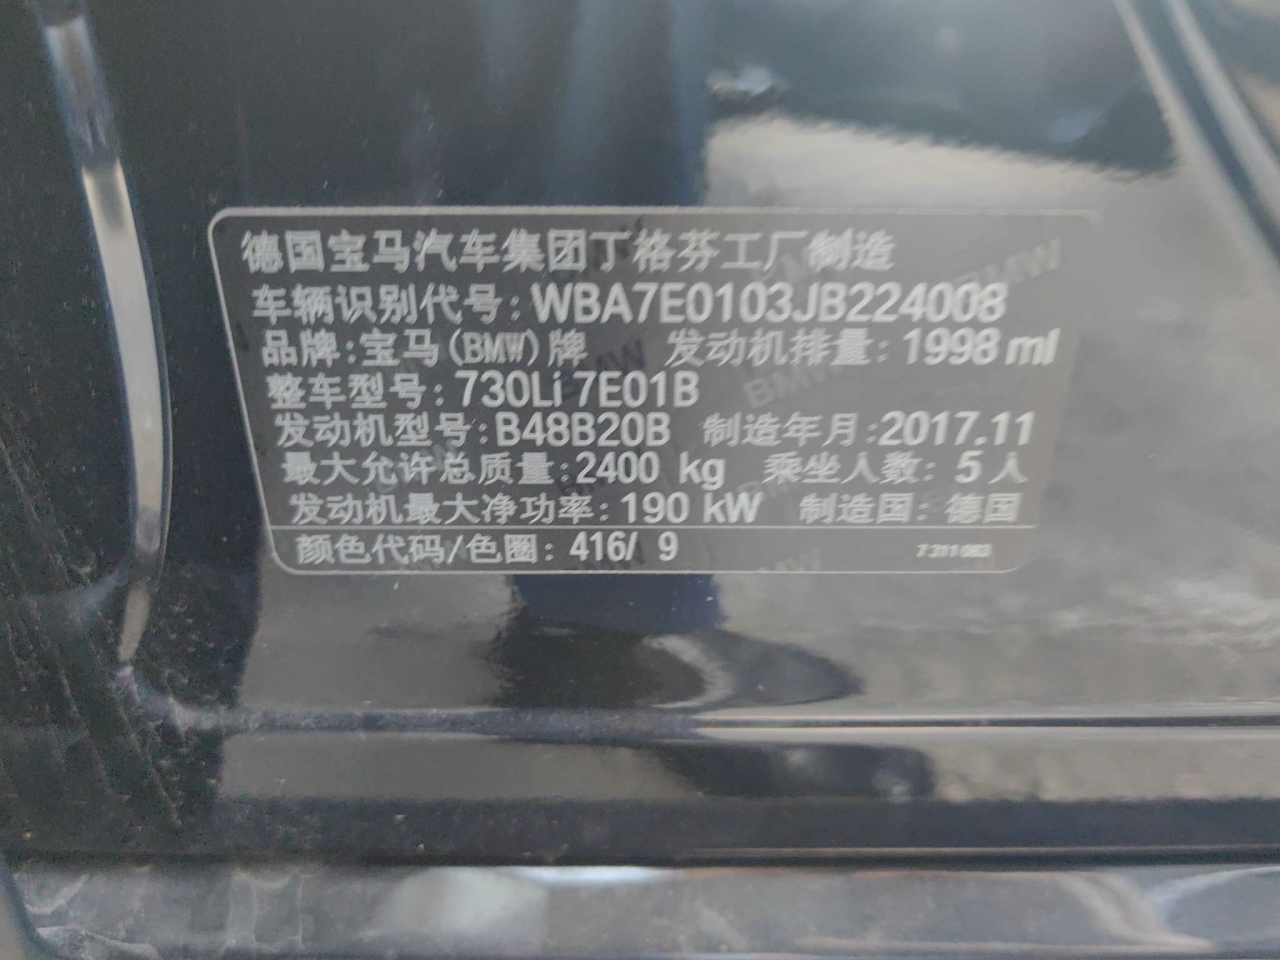 德国宝马汽车集团丁格芬工厂制造
车辆识别代号: WBA7E0103JB224008
品牌:宝马(BMW)牌 发动机排量: 1998 ml
整车型号: 730Li 7E01B
发动机型号: B48B20B 制造年月:2017.11
最大允许总质量:2400 kg 乘坐人数: 5 人
发动机最大净功率: 190 kW 制造国: 德国
颜色代码/色圈: 416/ 9 7 311 083